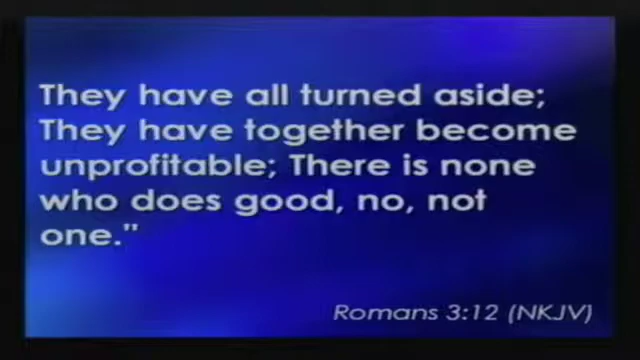 They have all turned aside;
They have together become
unprofitable; There is none
who does good, no, not
one."
Romans 3:12 (NKJV)